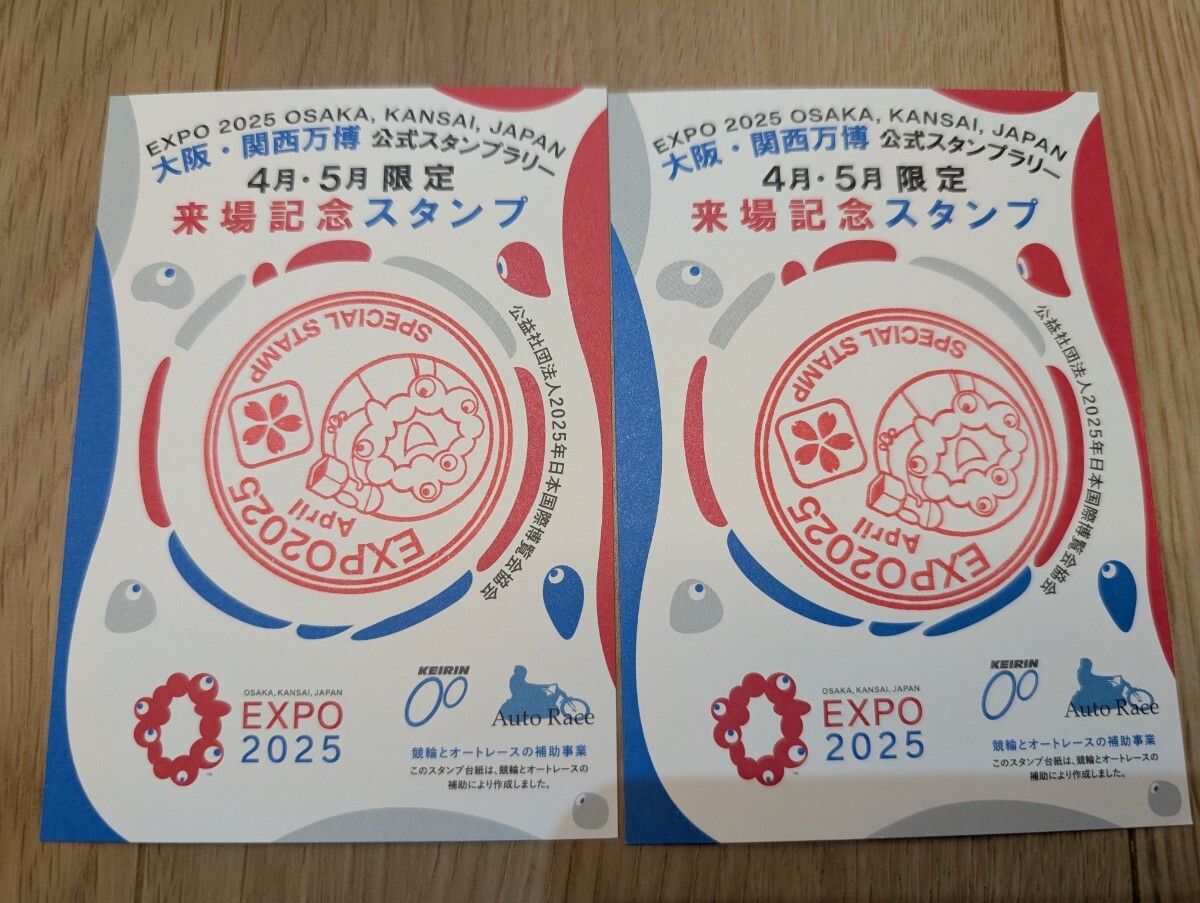 EXPO 2025 OSAKA, KANSAI, JAPAN
大阪・関西万博 公式スタンプラリー
4月・5月 限定
来場記念スタンプ
SPECIAL STAMP
EXPO2025
April
公益社団法人2025年日本国際博覧会協会
OSAKA, KANSAI, JAPAN
EXPO
2025
™
KEIRIN
Auto Race
競輪とオートレースの補助事業
このスタンプ台紙は、競輪とオートレースの
補助により作成しました。
EXPO 2025 OSAKA, KANSAI, JAPAN
大阪・関西万博 公式スタンプラリー
4月・5月 限定
来場記念スタンプ
SPECIAL STAMP
EXPO2025
April
公益社団法人2025年日本国際博覧会協会
OSAKA, KANSAI, JAPAN
EXPO
2025
™
KEIRIN
Auto Race
競輪とオートレースの補助事業
このスタンプ台紙は、競輪とオートレースの
補助により作成しました。